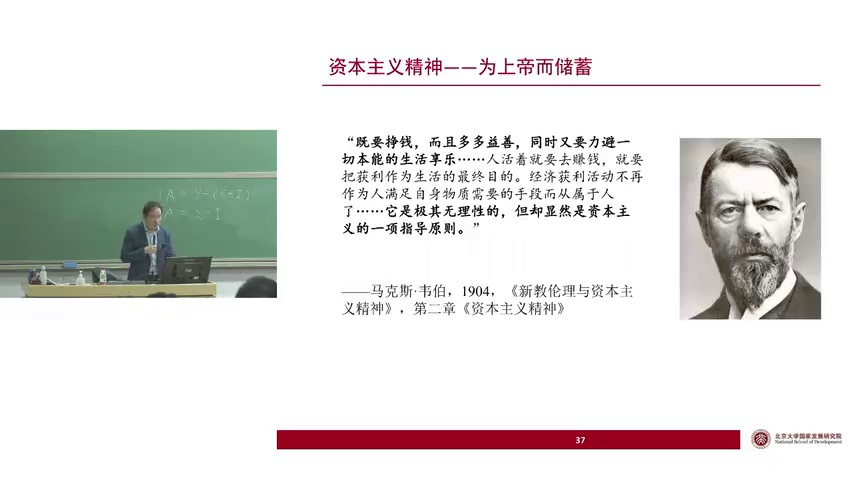 资本主义精神——为上帝而储蓄
A = Y-(C+I)
“既要挣钱，而且多多益善，同时又要力避一
切本能的生活享乐……人活着就要去赚钱，就要
把获利作为生活的最终目的。经济获利活动不再
作为人满足自身物质需要的手段而从属于人
了……它是极其无理性的，但却显然是资本主
义的一项指导原则。”
——马克斯·韦伯，1904，《新教伦理与资本主
义精神》，第二章《资本主义精神》
37
北京大学国家发展研究院
National School of Development